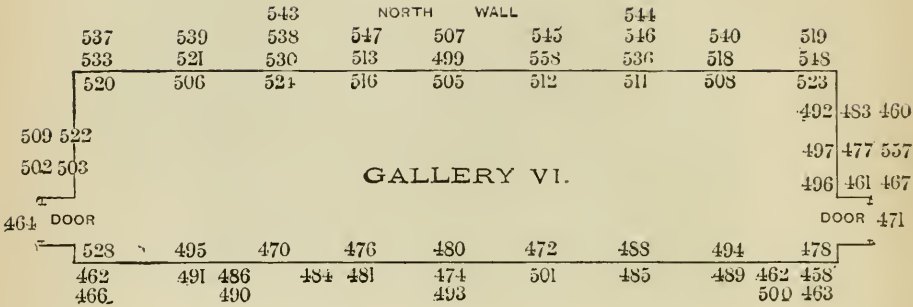 543 NORTH WALL 544
537 539 538 547 507 545 546 540 519
533 521 530 513 499 558 536 518 548
520 506 524 516 505 512 511 508 523
492 483 460
509 522
497 477 557
502 503
GALLERY VI.
496 461 467
464 DOOR DOOR 471
528 495 470 476 480 472 488 494 478
462 491 486 484 481 474 501 485 489 462 458
466 490 493 500 463